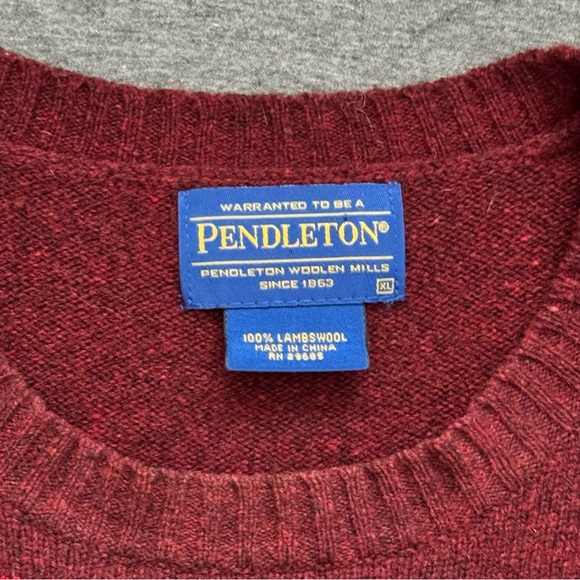 WARRANTED TO BE A
PENDLETON®
PENDLETON WOOLEN MILLS
SINCE 1863
XL
100% LAMBSWOOL
MADE IN CHINA
RN 29685